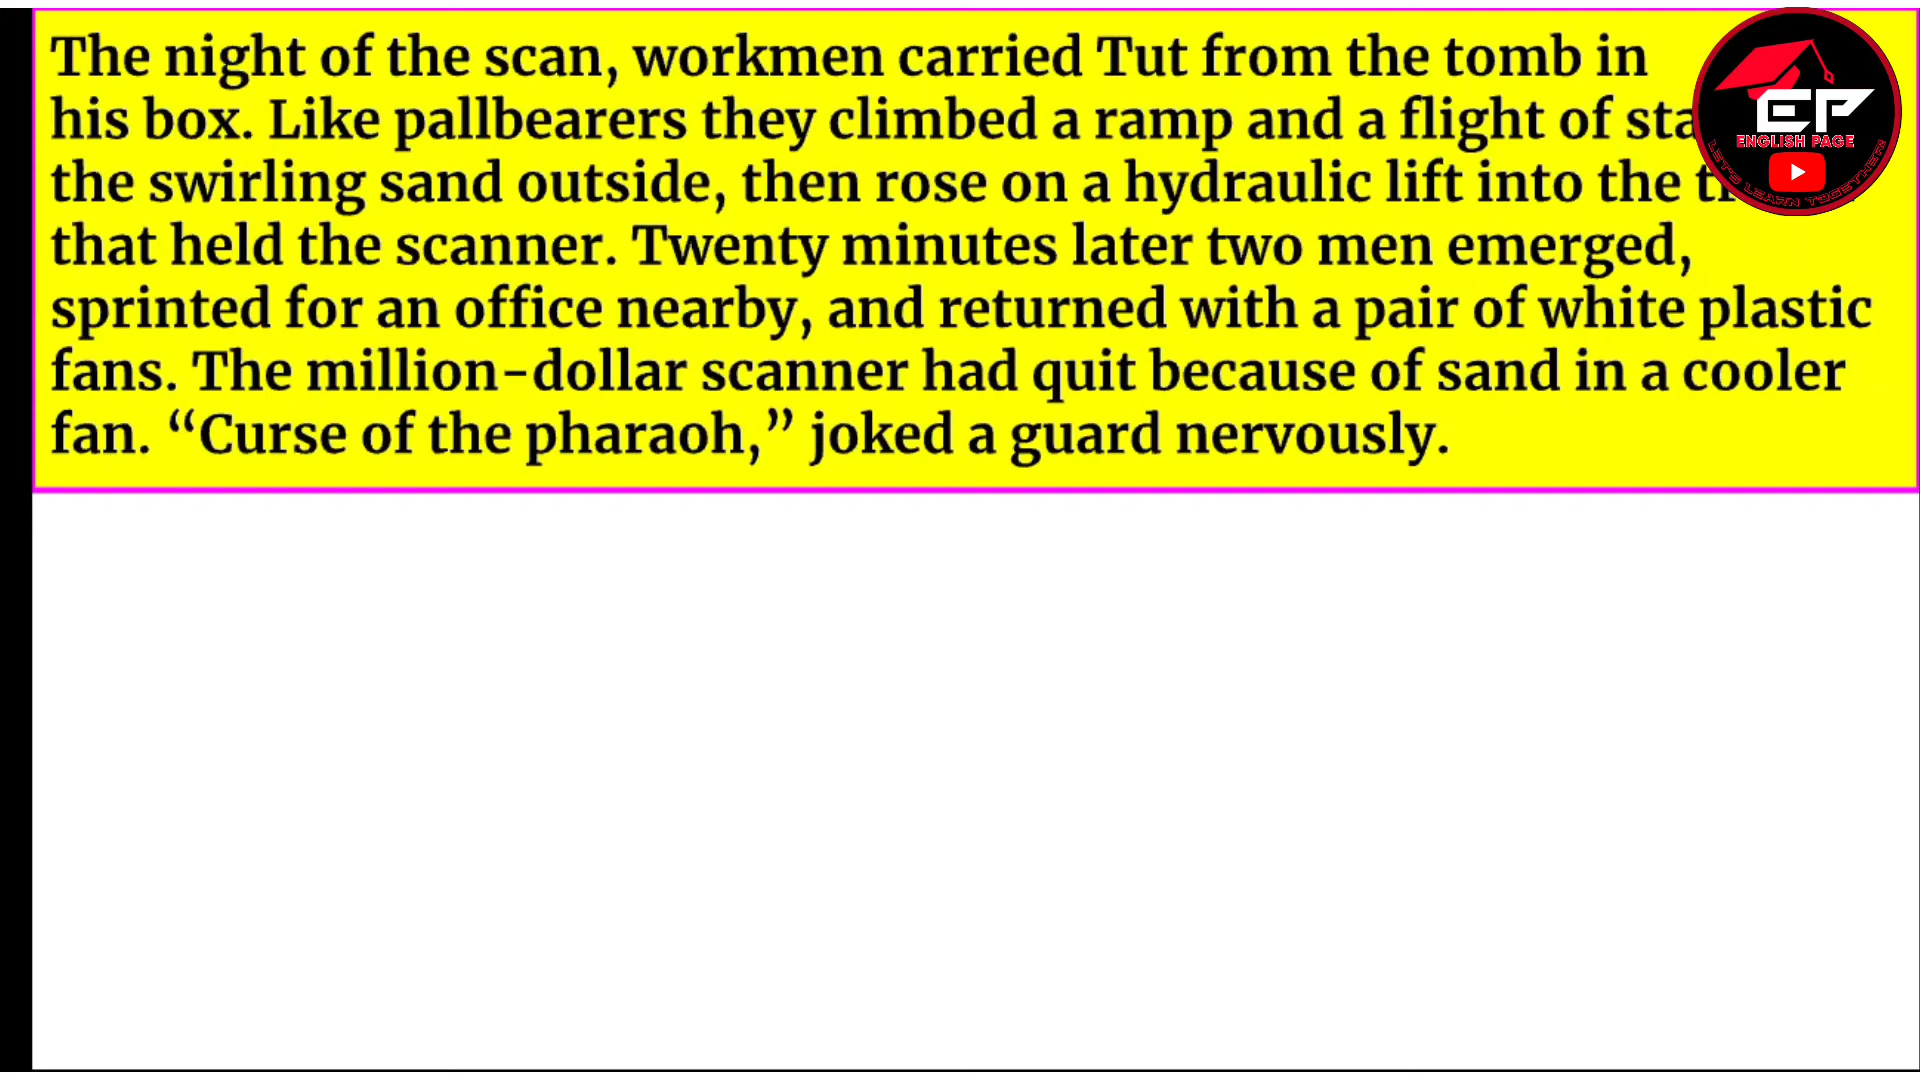 The night of the scan, workmen carried Tut from the tomb in
his box. Like pallbearers they climbed a ramp and a flight of
the swirling sand outside, then rose on a hydraulic lift into the
that held the scanner. Twenty minutes later two men emerged,
sprinted for an office nearby, and returned with a pair of white plastic
fans. The million-dollar scanner had quit because of sand in a cooler
fan. “Curse of the pharaoh,” joked a guard nervously.
EP
ENGLISH PAGE
LET'S LEARN TOGETHER!